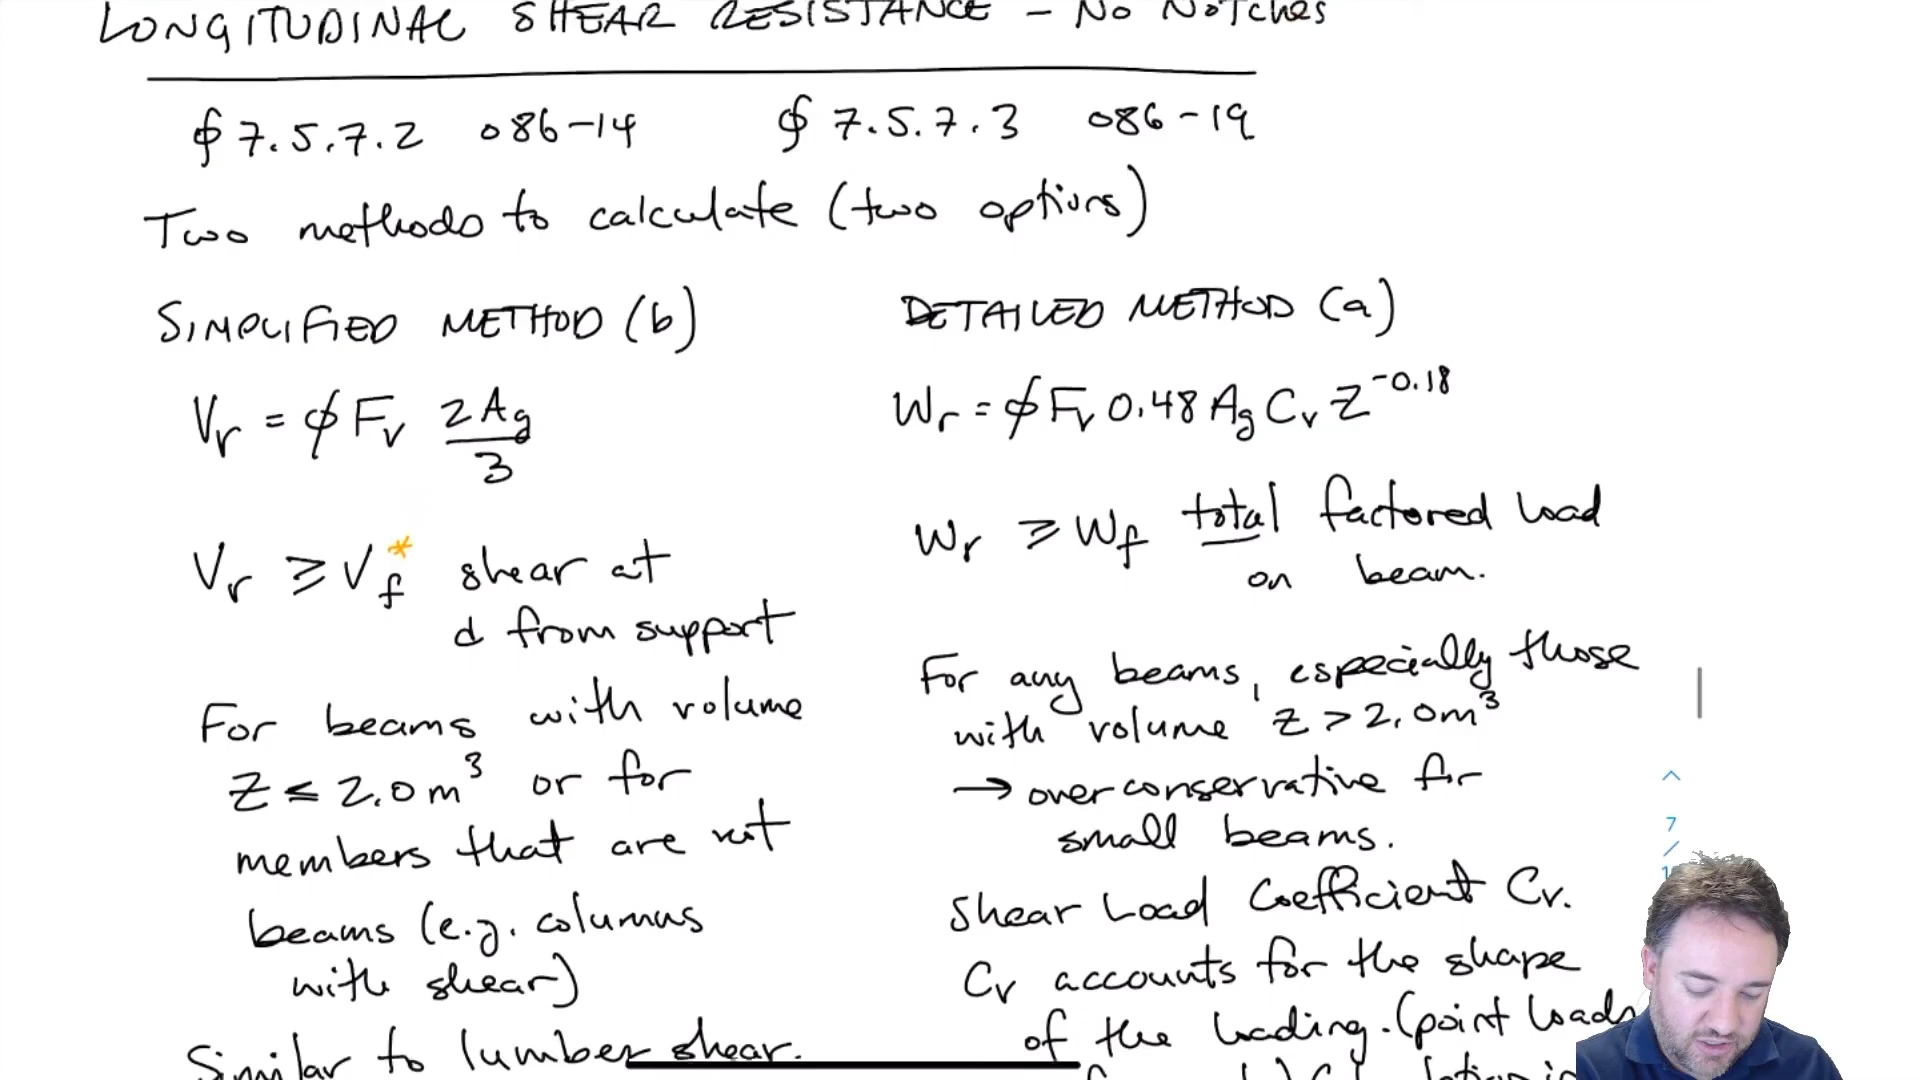 LONGITUDINAL SHEAR RESISTANCE - No Notches
∮ 7.5.7.2 086-14 ∮ 7.5.7.3 086-19
Two methods to calculate (two options)
SIMPLIFIED METHOD (b)
Vr = φ Fv 2Ag/3
Vr ⩾ Vf* shear at
d from support
For beams with volume
Z ≤ 2.0 m³ or for
members that are not
beams (e.g. columns
with shear)
Similar to lumber shear.
DETAILED METHOD (a)
Wr = φ Fv 0.48 Ag Cv Z^-0.18
Wr ⩾ Wf total factored load
on beam.
For any beams, especially those
with volume Z > 2.0m³
→ over conservative for
small beams.
Shear Load Coefficient Cv.
Cv accounts for the shape
of the loading. (point loads
7
/